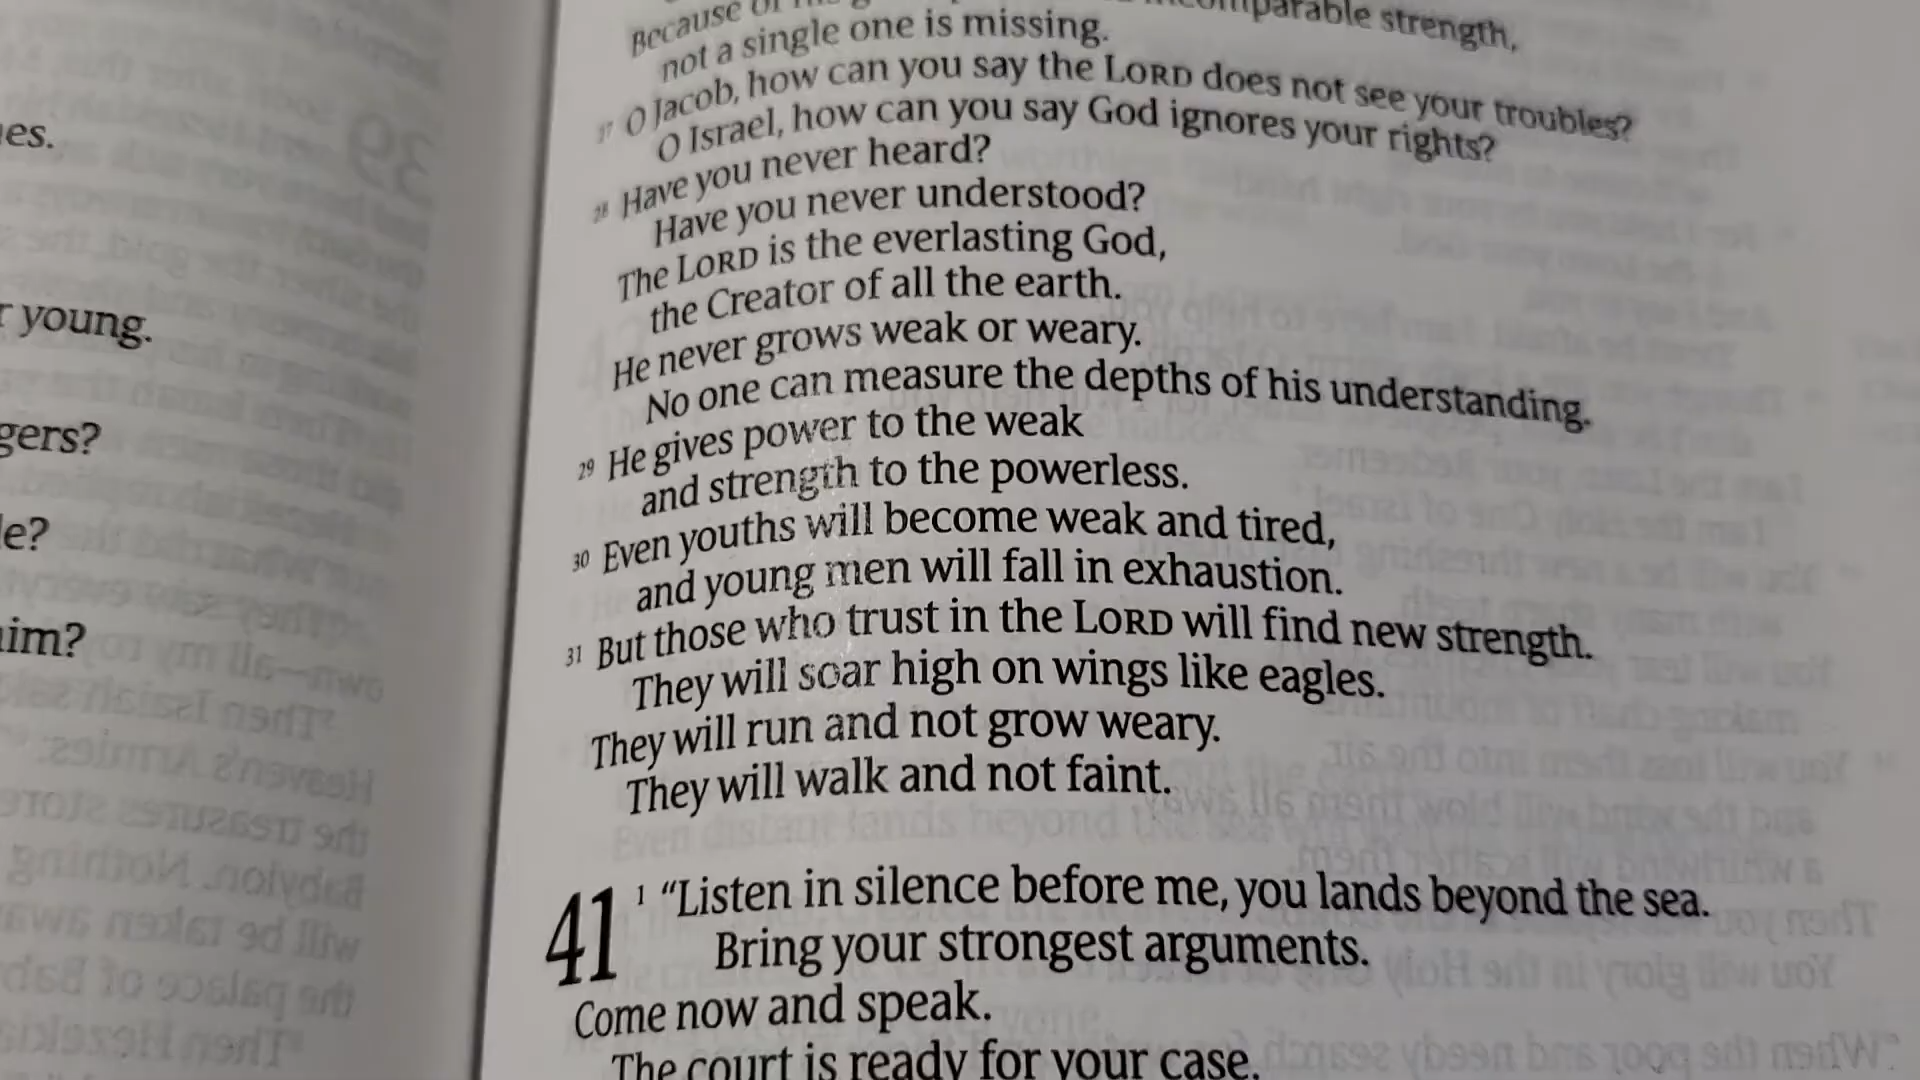 es.
r young.
gers?
le?
him?
Because of
incomparable strength,
not a single one is missing.
27 O Jacob, how can you say the LORD does not see your troubles?
O Israel, how can you say God ignores your rights?
28 Have you never heard?
Have you never understood?
The LORD is the everlasting God,
the Creator of all the earth.
He never grows weak or weary.
No one can measure the depths of his understanding.
29 He gives power to the weak
and strength to the powerless.
30 Even youths will become weak and tired,
and young men will fall in exhaustion.
31 But those who trust in the LORD will find new strength.
They will soar high on wings like eagles.
They will run and not grow weary.
They will walk and not faint.
41 1 “Listen in silence before me, you lands beyond the sea.
Bring your strongest arguments.
Come now and speak.
The court is ready for your case.